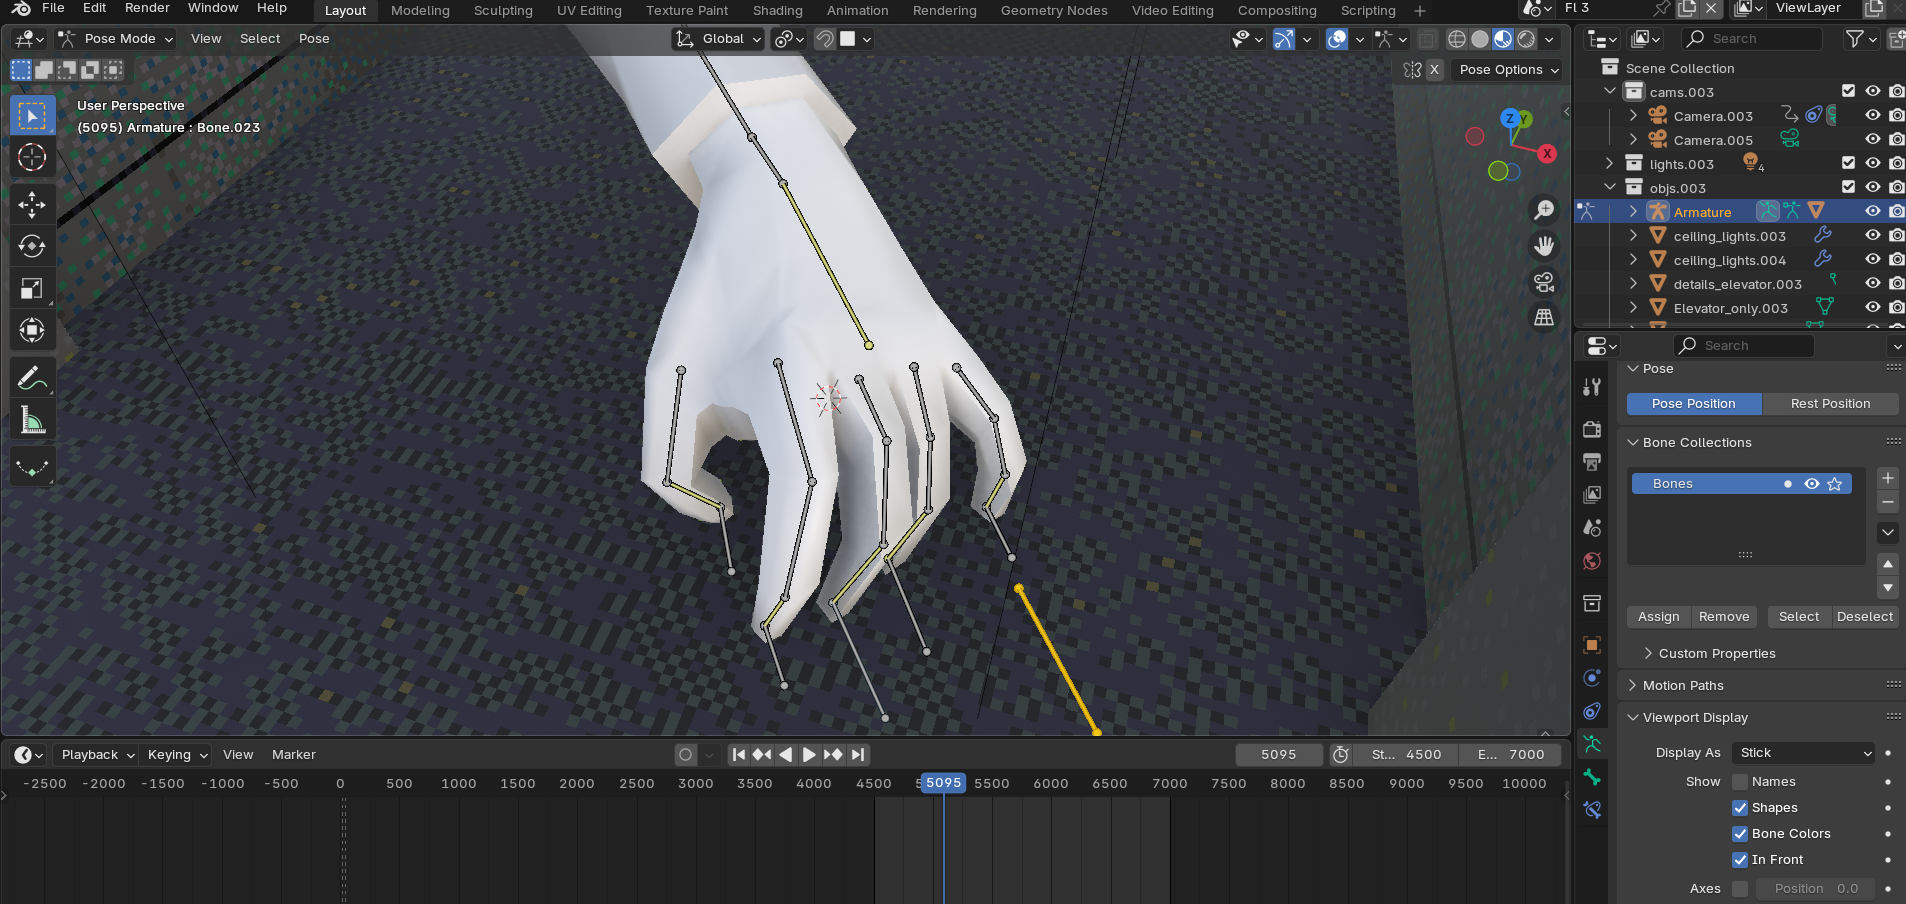 File Edit Render Window Help Layout Modeling Sculpting UV Editing Texture Paint Shading Animation Rendering Geometry Nodes Video Editing Compositing Scripting + Fl 3 ViewLayer
Pose Mode View Select Pose Global Search
X Pose Options
User Perspective
(5095) Armature : Bone.023
Z Y
X
Scene Collection
cams.003
Camera.003
Camera.005
lights.003 4
objs.003
Armature
ceiling_lights.003
ceiling_lights.004
details_elevator.003
Elevator_only.003
Search
Pose
Pose Position Rest Position
Bone Collections
Bones
Assign Remove Select Deselect
Custom Properties
Motion Paths
Viewport Display
Display As Stick
Show Names
Shapes
Bone Colors
In Front
Axes Position 0.0
Playback Keying View Marker 5095 St... 4500 E... 7000
-2500 -2000 -1500 -1000 -500 0 500 1000 1500 2000 2500 3000 3500 4000 4500 5095 5500 6000 6500 7000 7500 8000 8500 9000 9500 10000